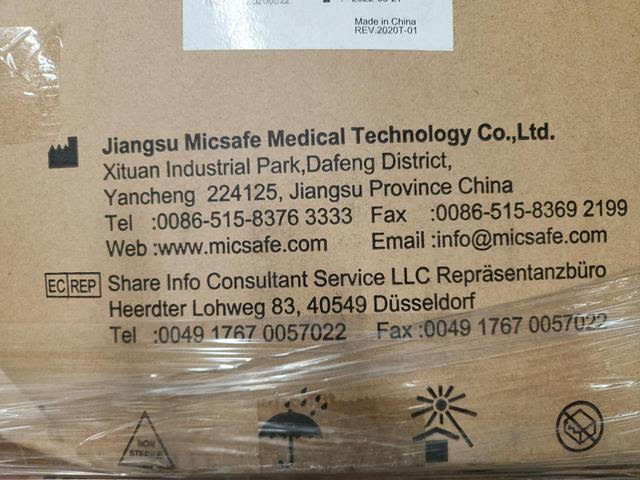 Made in China
REV.2020T-01
Jiangsu Micsafe Medical Technology Co.,Ltd.
Xituan Industrial Park,Dafeng District,
Yancheng 224125, Jiangsu Province China
Tel :0086-515-8376 3333 Fax :0086-515-8369 2199
Web :www.micsafe.com Email :info@micsafe.com
EC REP Share Info Consultant Service LLC Repräsentanzbüro
Heerdter Lohweg 83, 40549 Düsseldorf
Tel :0049 1767 0057022 Fax :0049 1767 0057022
NON
STERILE